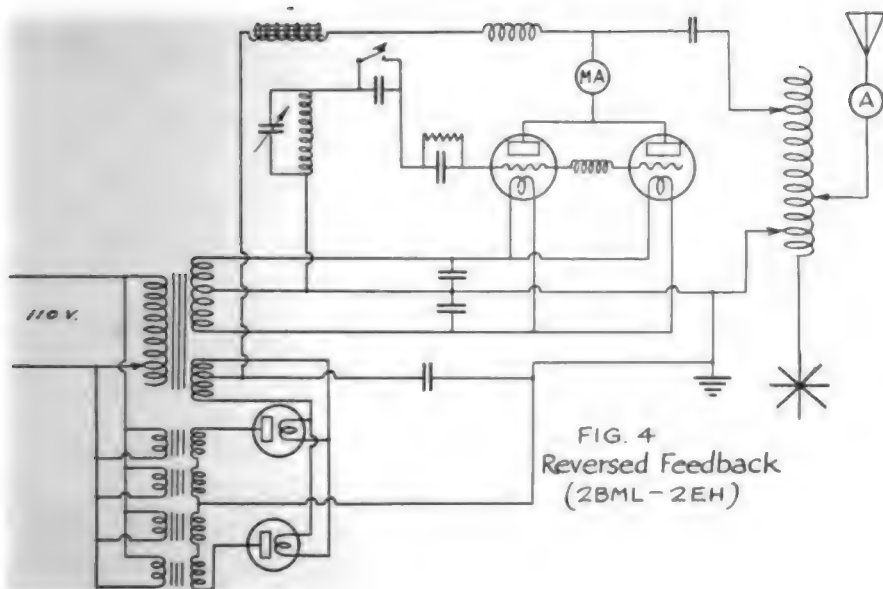 MA
A
110 V.
FIG. 4
Reversed Feedback
(2BML-2EH)